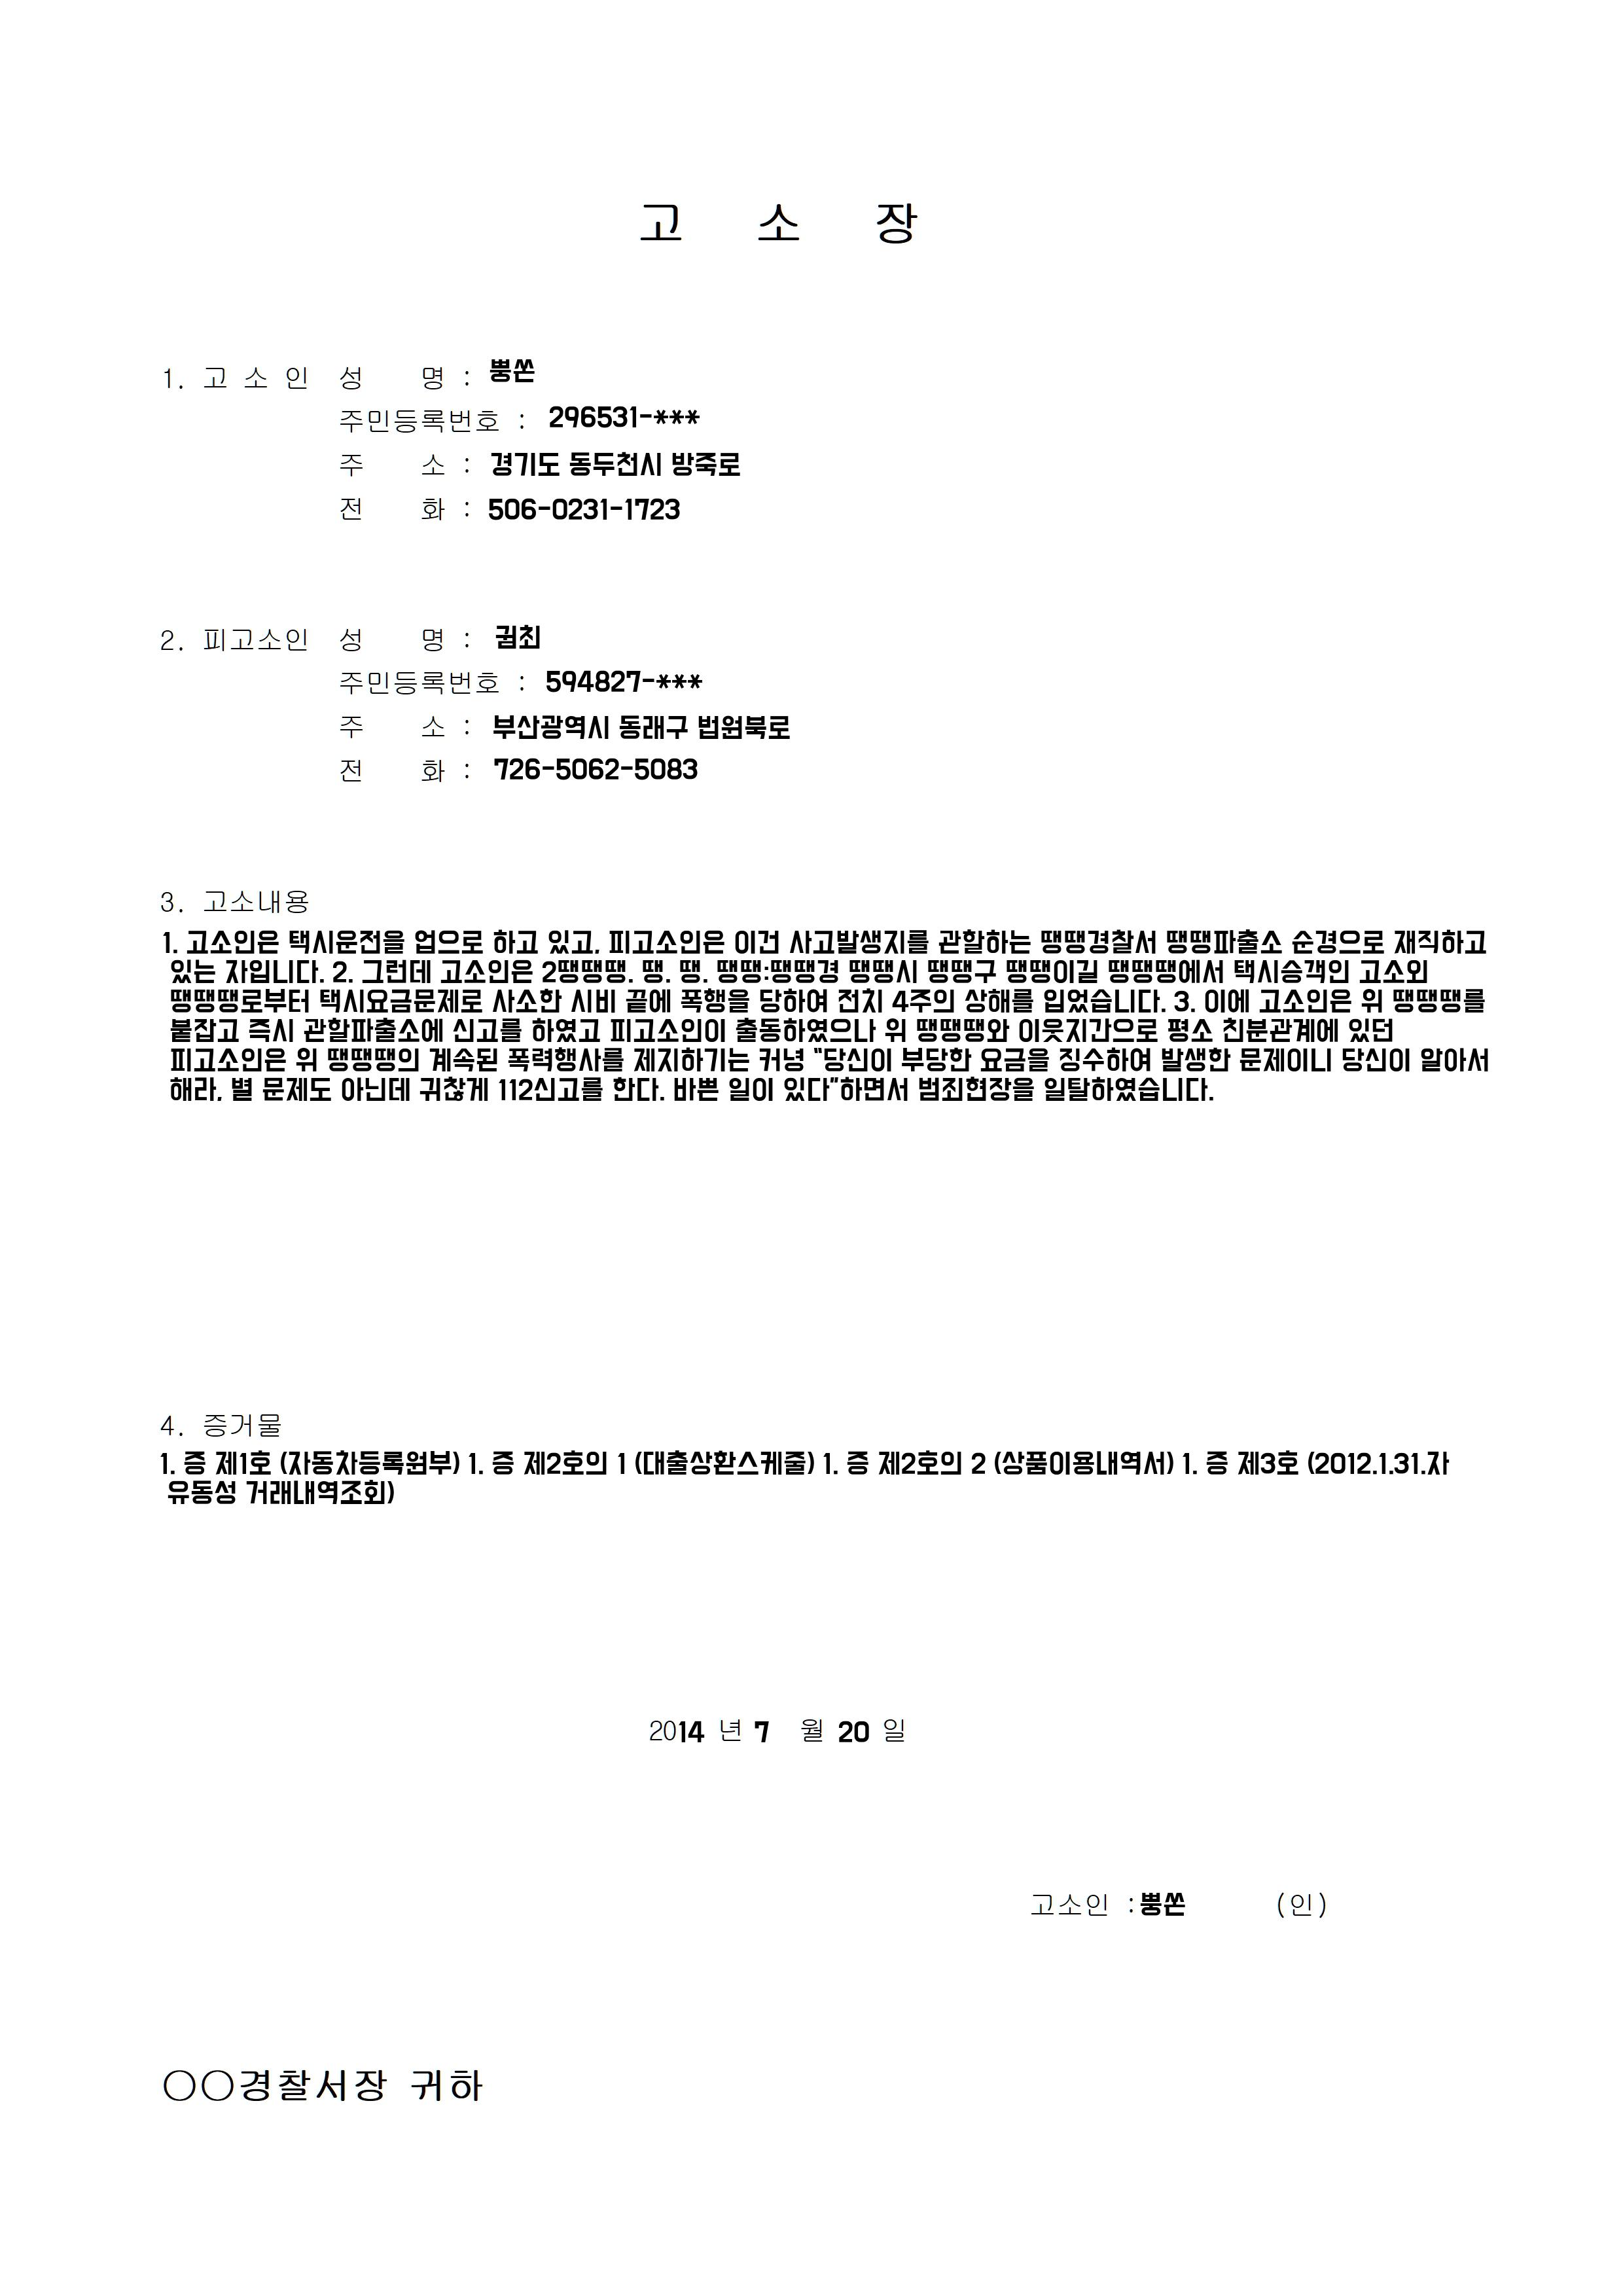 고 소 장
1. 고 소 인 성 명 : 뿡쏜
주민등록번호 : 296531-***
주 소 : 경기도 동두천시 방죽로
전 화 : 506-0231-1723
2. 피고소인 성 명 : 귐최
주민등록번호 : 594827-***
주 소 : 부산광역시 동래구 법원북로
전 화 : 726-5062-5083
3. 고소내용
1. 고소인은 택시운전을 업으로 하고 있고, 피고소인은 이건 사고발생지를 관할하는 땡땡경찰서 땡땡파출소 순경으로 재직하고
있는 자입니다. 2. 그런데 고소인은 2땡땡땡. 땡. 땡. 땡땡:땡땡경 땡땡시 땡땡구 땡땡이길 땡땡땡에서 택시승객인 고소외
땡땡땡로부터 택시요금문제로 사소한 시비 끝에 폭행을 당하여 전치 4주의 상해를 입었습니다. 3. 이에 고소인은 위 땡땡땡를
붙잡고 즉시 관할파출소에 신고를 하였고 피고소인이 출동하였으나 위 땡땡땡와 이웃지간으로 평소 친분관계에 있던
피고소인은 위 땡땡땡의 계속된 폭력행사를 제지하기는 커녕 "당신이 부당한 요금을 징수하여 발생한 문제이니 당신이 알아서
해라, 별 문제도 아닌데 귀찮게 112신고를 한다. 바쁜 일이 있다"하면서 범죄현장을 일탈하였습니다.
4. 증거물
1. 증 제1호 (자동차등록원부) 1. 증 제2호의 1 (대출상환스케줄) 1. 증 제2호의 2 (상품이용내역서) 1. 증 제3호 (2012.1.31.자
유동성 거래내역조회)
2014 년 7 월 20 일
고소인 : 뿡쏜 (인)
○○경찰서장 귀하